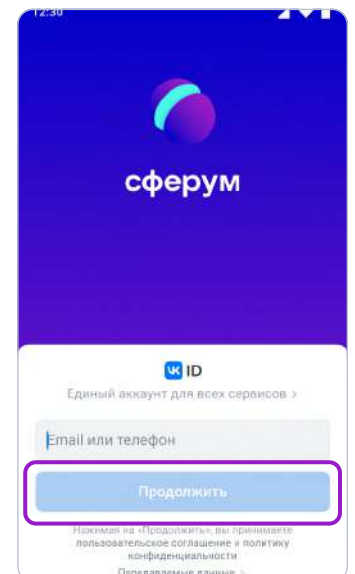 12:30
сферум
VK ID
Единый аккаунт для всех сервисов >
Email или телефон
Продолжить
Нажимая на «Продолжить», вы принимаете
пользовательское соглашение и политику
конфиденциальности
Передаваемые данные >